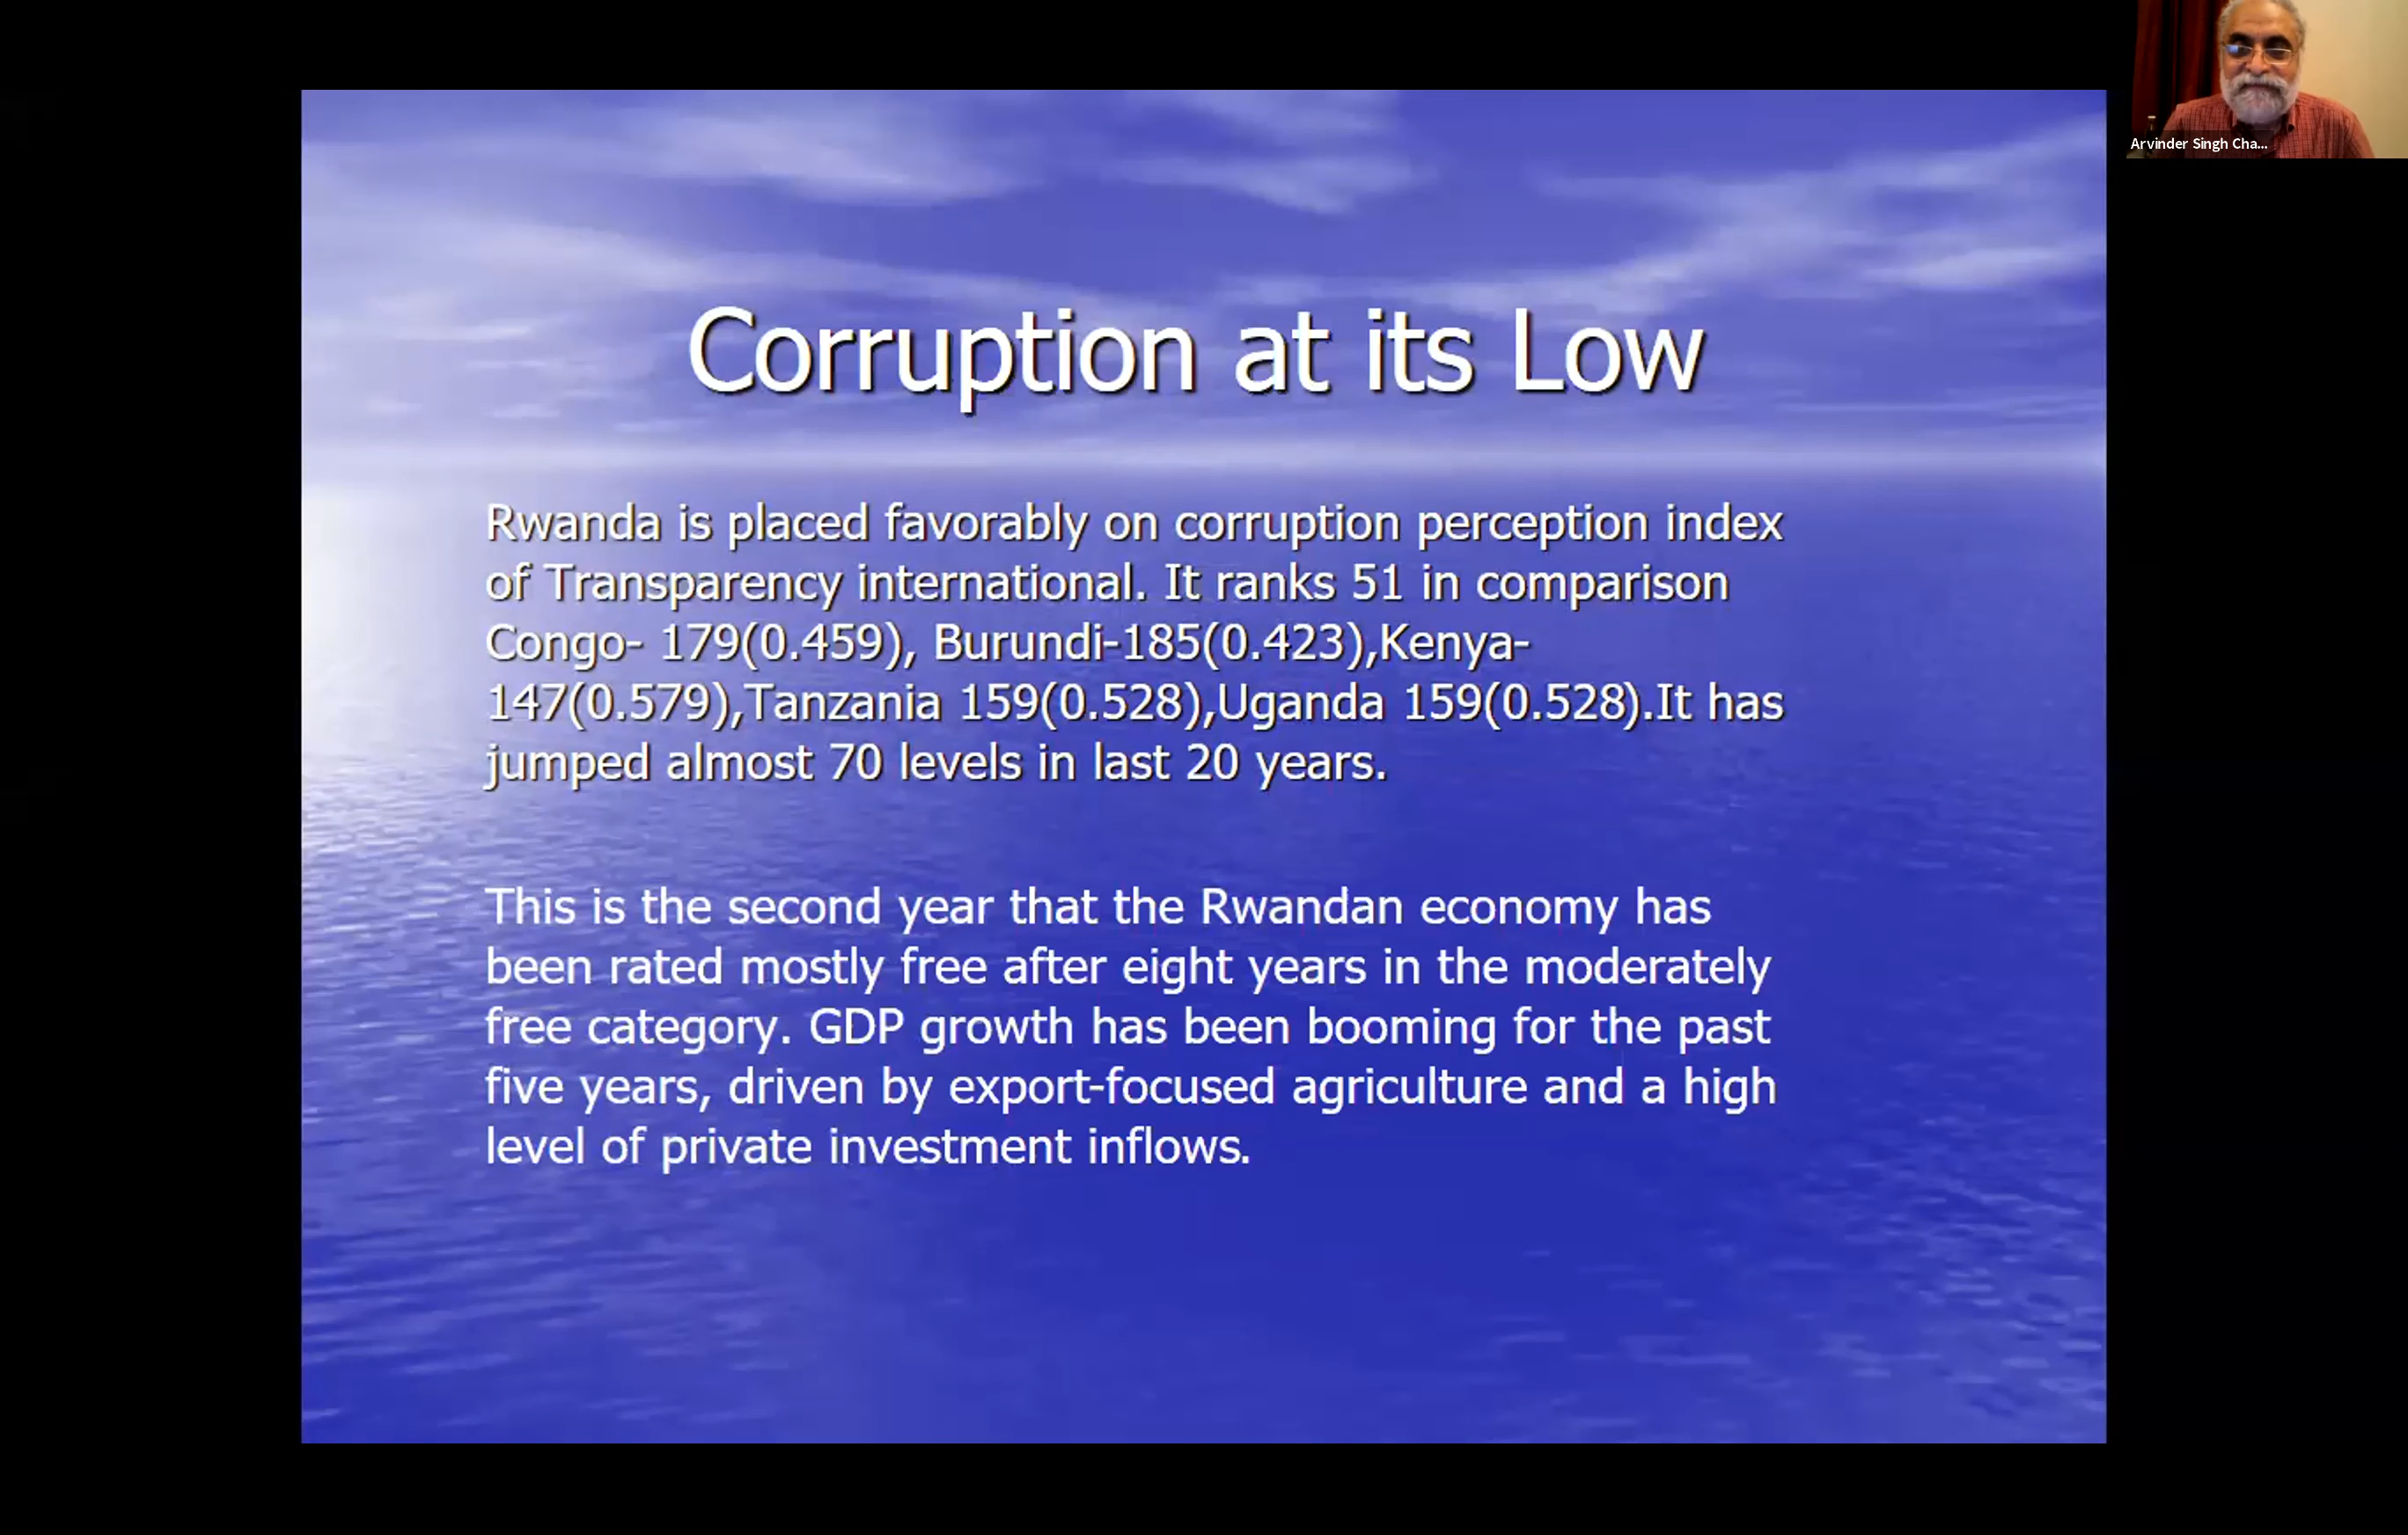 Arvinder Singh Cha...
Corruption at its Low
Rwanda is placed favorably on corruption perception index
of Transparency international. It ranks 51 in comparison
Congo- 179(0.459), Burundi-185(0.423),Kenya-
147(0.579),Tanzania 159(0.528),Uganda 159(0.528).It has
jumped almost 70 levels in last 20 years.
This is the second year that the Rwandan economy has
been rated mostly free after eight years in the moderately
free category. GDP growth has been booming for the past
five years, driven by export-focused agriculture and a high
level of private investment inflows.